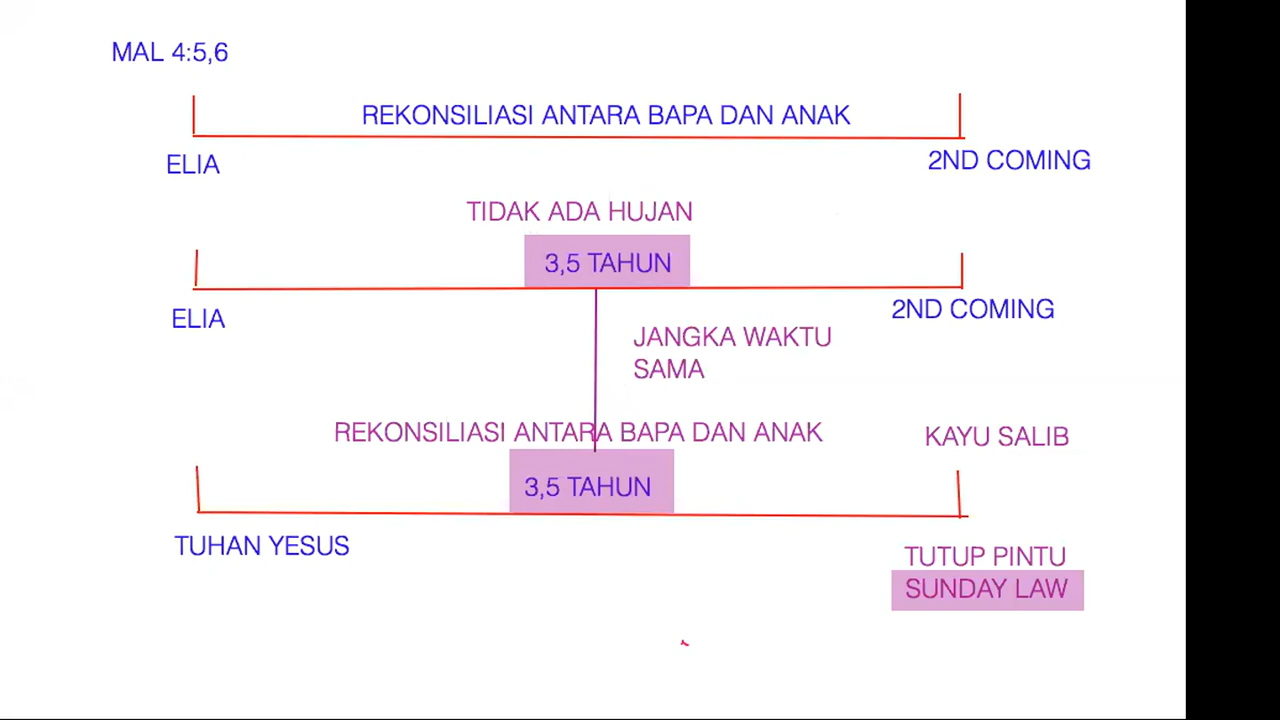 MAL 4:5,6
REKONSILIASI ANTARA BAPA DAN ANAK
ELIA
2ND COMING
TIDAK ADA HUJAN
3,5 TAHUN
ELIA
2ND COMING
JANGKA WAKTU
SAMA
REKONSILIASI ANTARA BAPA DAN ANAK
KAYU SALIB
3,5 TAHUN
TUHAN YESUS
TUTUP PINTU
SUNDAY LAW